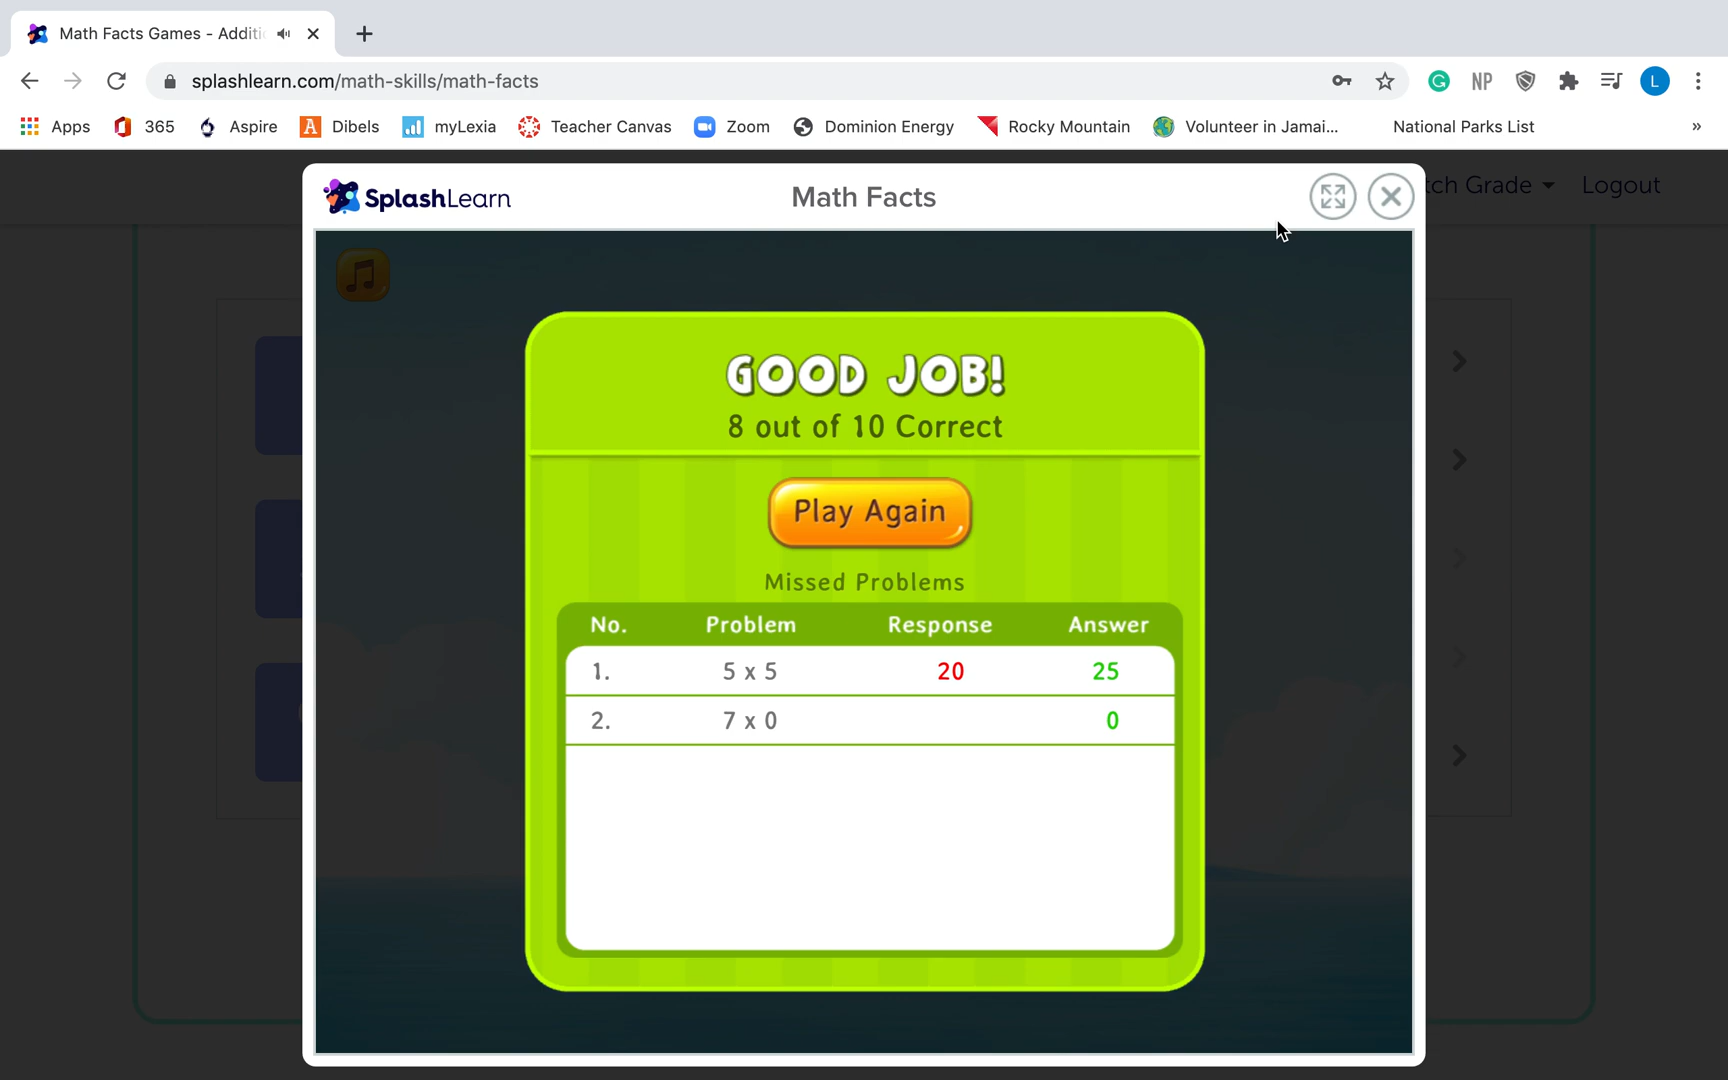 Math Facts Games - Additi
splashlearn.com/math-skills/math-facts
G NP L
Apps 365 Aspire A Dibels myLexia Teacher Canvas Zoom Dominion Energy Rocky Mountain Volunteer in Jamai... National Parks List »
SplashLearn Math Facts
tch Grade Logout
GOOD JOB!
8 out of 10 Correct
Play Again
Missed Problems
No. Problem Response Answer
1. 5 x 5 20 25
2. 7 x 0 0